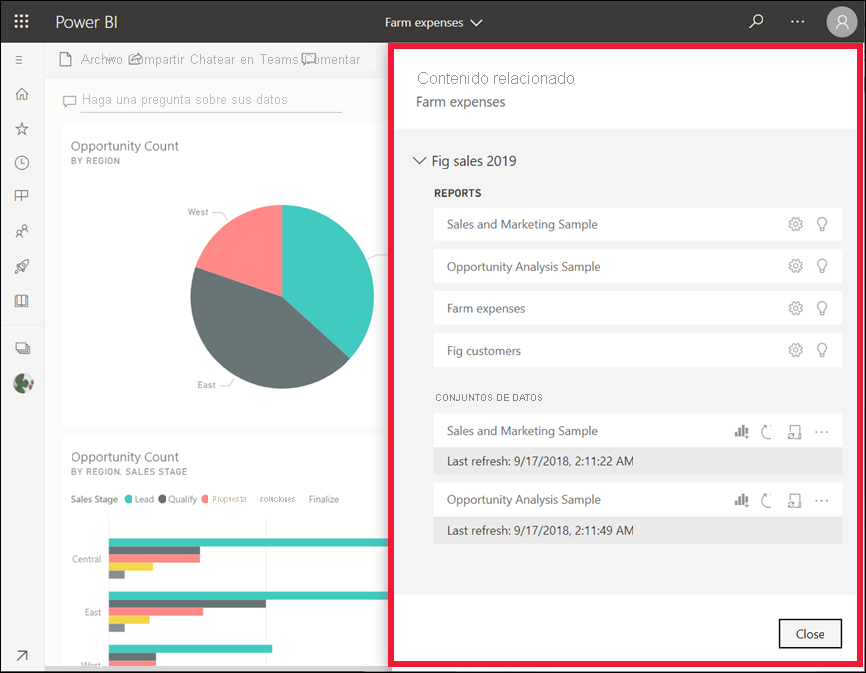 Power BI
Farm expenses
Archivo Compartir Chatear en Teams Comentar
Haga una pregunta sobre sus datos
Opportunity Count
BY REGION
West
East
Opportunity Count
BY REGION, SALES STAGE
Sales Stage Lead Qualify Propuesta soluciones Finalize
Central
East
West
Contenido relacionado
Farm expenses
Fig sales 2019
REPORTS
Sales and Marketing Sample
Opportunity Analysis Sample
Farm expenses
Fig customers
CONJUNTOS DE DATOS
Sales and Marketing Sample
Last refresh: 9/17/2018, 2:11:22 AM
Opportunity Analysis Sample
Last refresh: 9/17/2018, 2:11:49 AM
Close